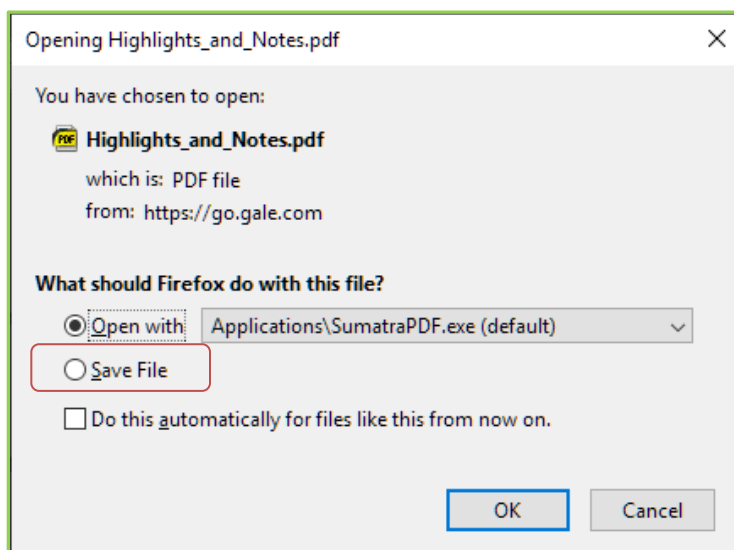 Opening Highlights_and_Notes.pdf
You have chosen to open:
PDF
Highlights_and_Notes.pdf
which is: PDF file
from: https://go.gale.com
What should Firefox do with this file?
Open with Applications\SumatraPDF.exe (default)
Save File
Do this automatically for files like this from now on.
OK Cancel